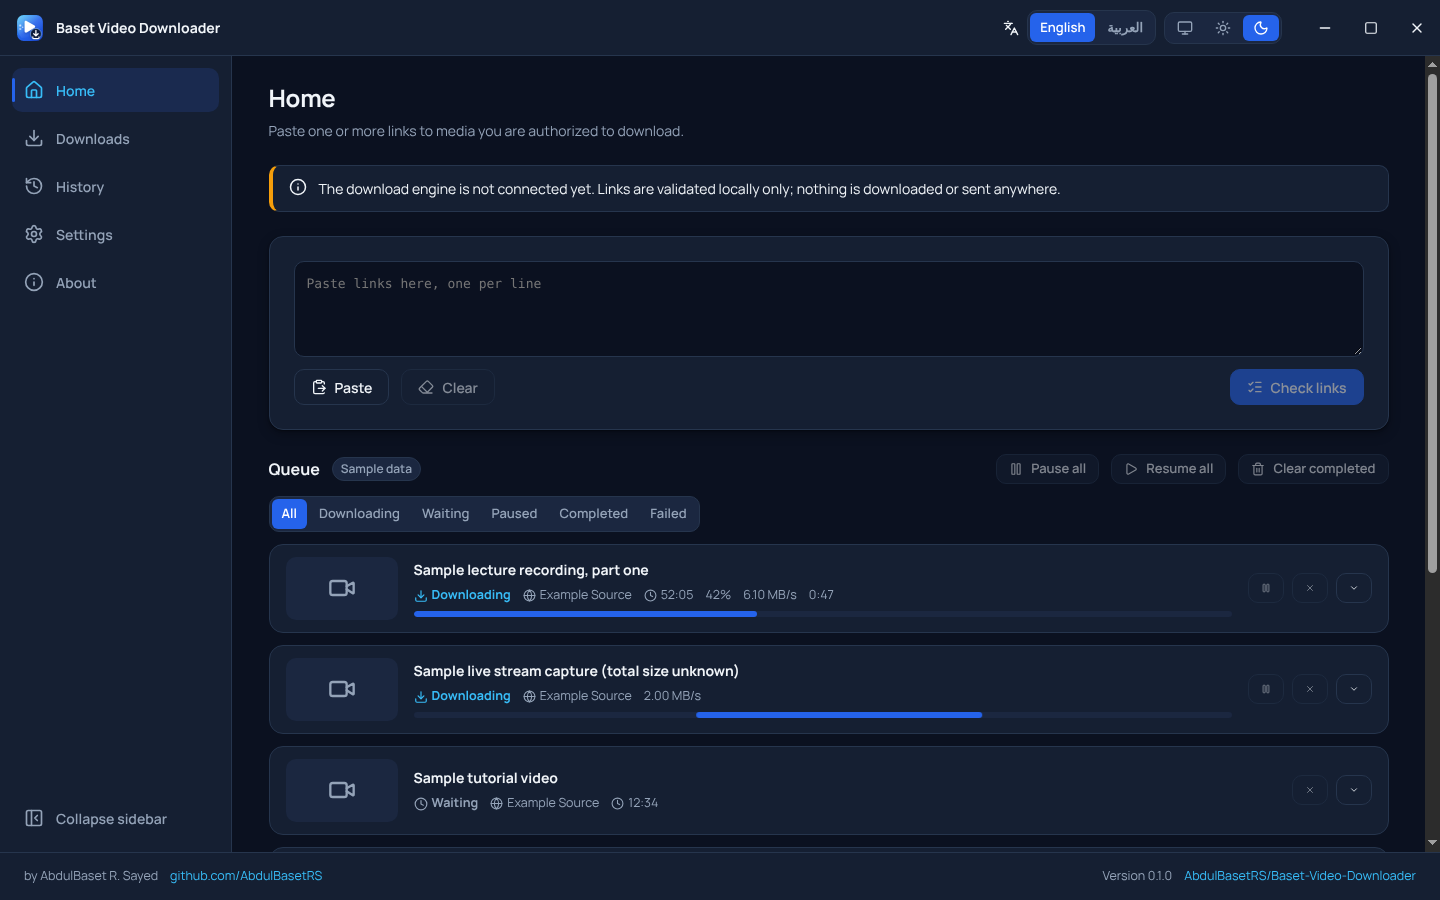 Baset Video Downloader
English
العربية
Home
Downloads
History
Settings
About
Collapse sidebar
Home
Paste one or more links to media you are authorized to download.
The download engine is not connected yet. Links are validated locally only; nothing is downloaded or sent anywhere.
Paste links here, one per line
Paste
Clear
Check links
Queue
Sample data
Pause all
Resume all
Clear completed
All
Downloading
Waiting
Paused
Completed
Failed
Sample lecture recording, part one
Downloading Example Source 52:05 42% 6.10 MB/s 0:47
Sample live stream capture (total size unknown)
Downloading Example Source 2.00 MB/s
Sample tutorial video
Waiting Example Source 12:34
by AbdulBaset R. Sayed github.com/AbdulBasetRS
Version 0.1.0 AbdulBasetRS/Baset-Video-Downloader